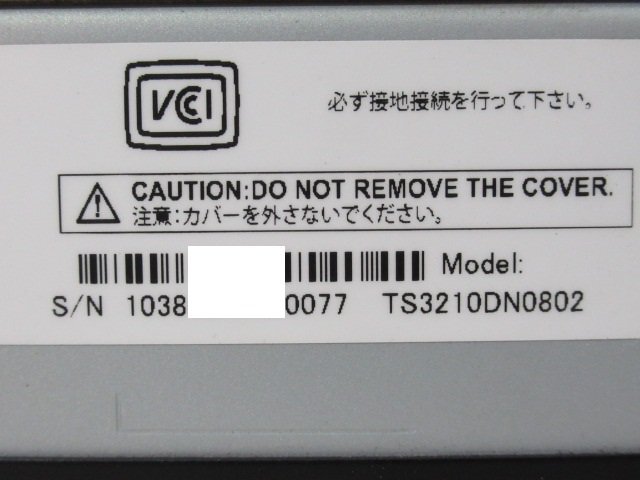 VCCI
必ず接地接続を行って下さい。
CAUTION:DO NOT REMOVE THE COVER.
注意:カバーを外さないでください。
Model:
S/N 1038 0077 TS3210DN0802